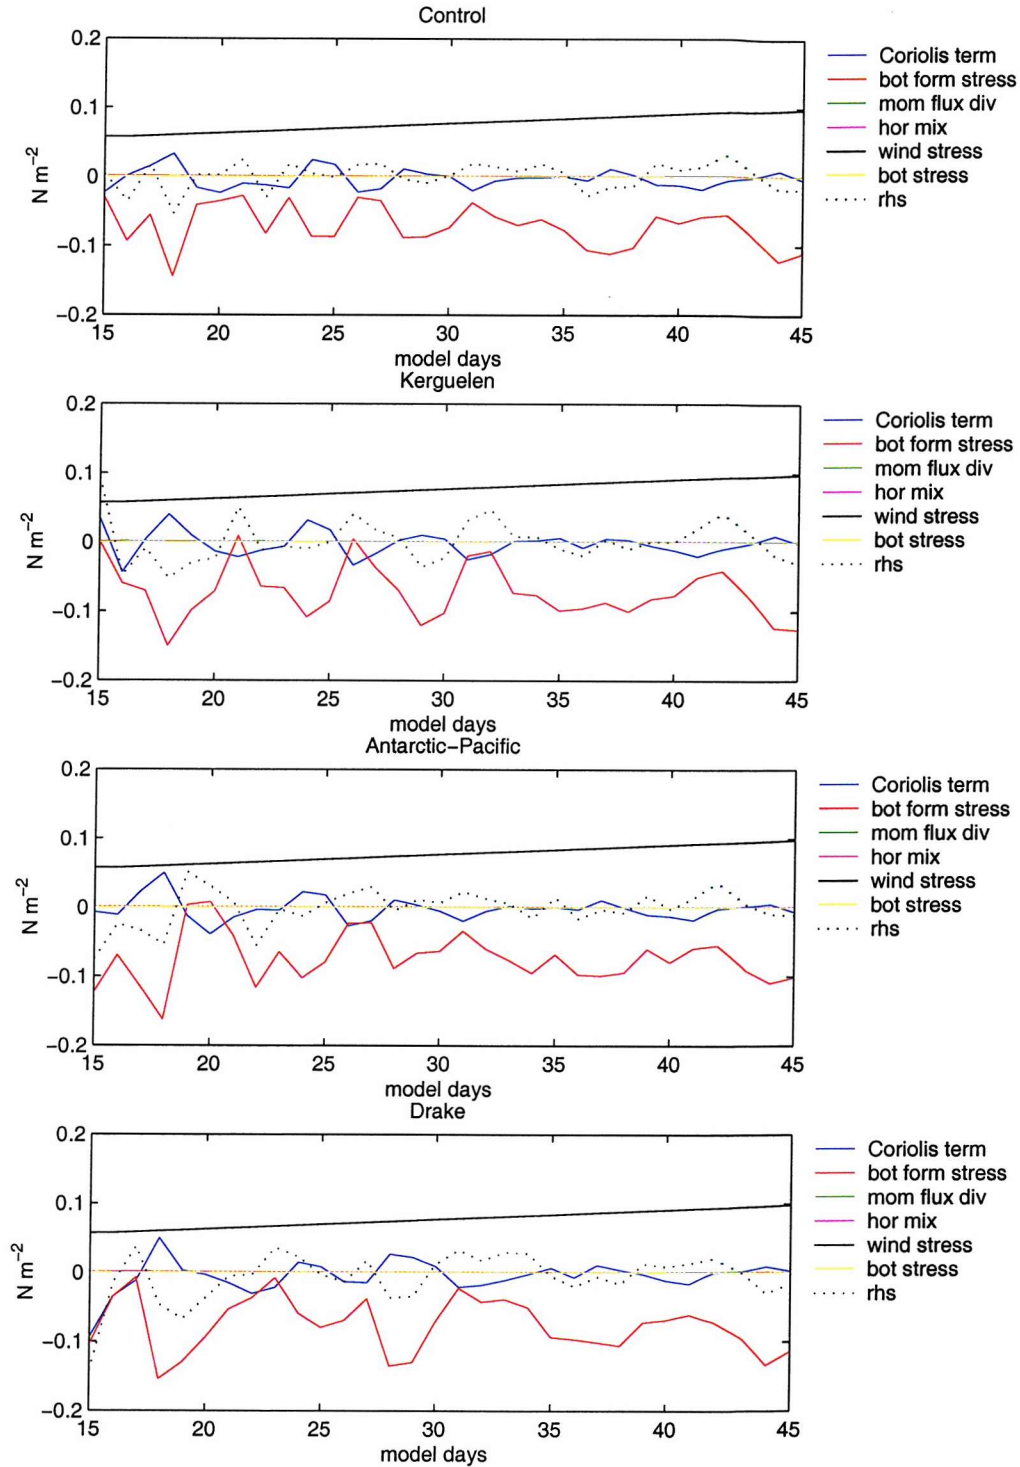 Control
0.2
0.1
0
−0.1
−0.2
N m−2
15 20 25 30 35 40 45
model days
Coriolis term
bot form stress
mom flux div
hor mix
wind stress
bot stress
rhs
Kerguelen
0.2
0.1
0
−0.1
−0.2
N m−2
15 20 25 30 35 40 45
model days
Coriolis term
bot form stress
mom flux div
hor mix
wind stress
bot stress
rhs
Antarctic−Pacific
0.2
0.1
0
−0.1
−0.2
N m−2
15 20 25 30 35 40 45
model days
Coriolis term
bot form stress
mom flux div
hor mix
wind stress
bot stress
rhs
Drake
0.2
0.1
0
−0.1
−0.2
N m−2
15 20 25 30 35 40 45
model days
Coriolis term
bot form stress
mom flux div
hor mix
wind stress
bot stress
rhs